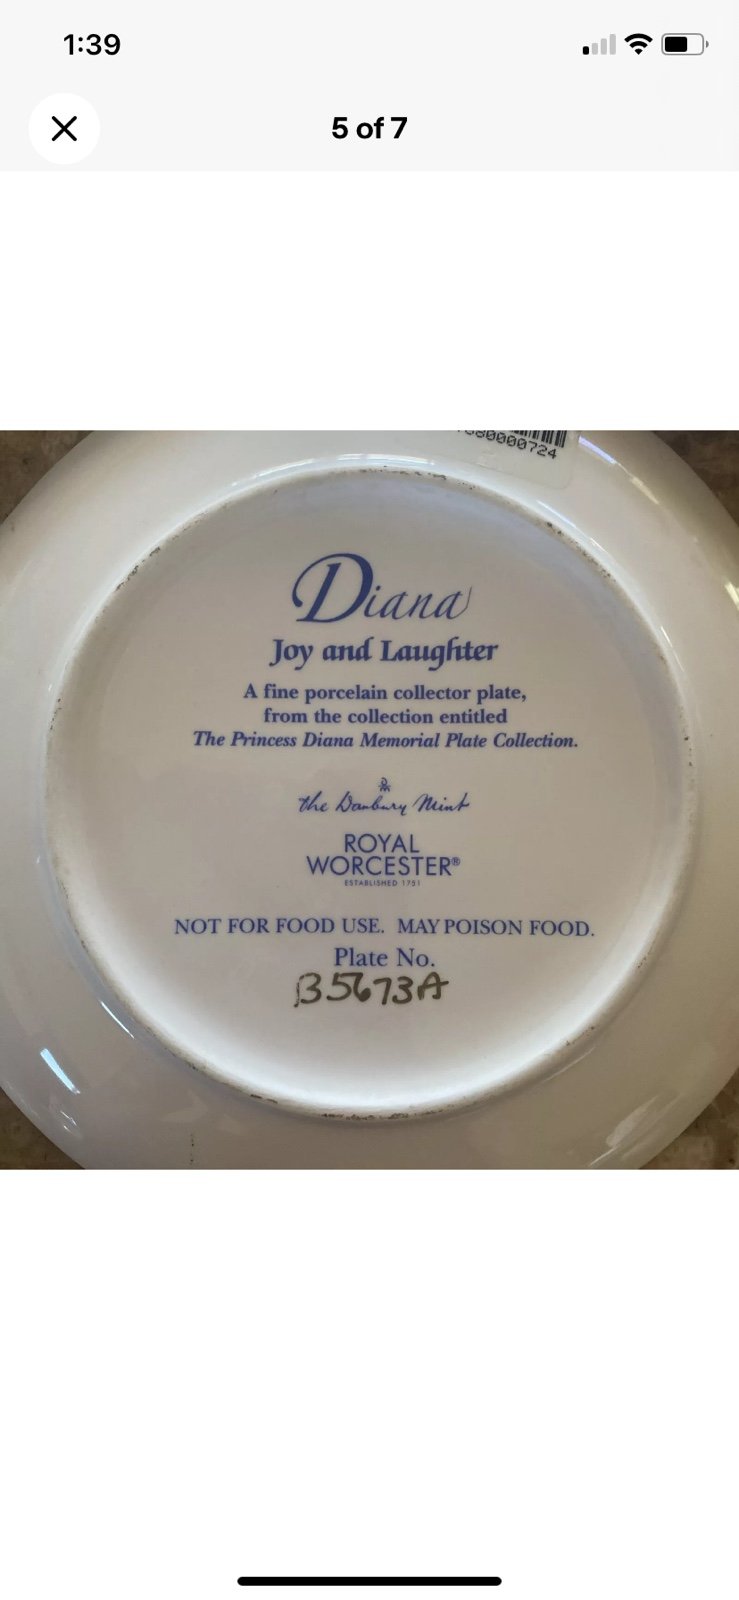 1:39
5 of 7
80000724
Diana
Joy and Laughter
A fine porcelain collector plate,
from the collection entitled
The Princess Diana Memorial Plate Collection.
the Danbury Mint
ROYAL
WORCESTER®
ESTABLISHED 1751
NOT FOR FOOD USE. MAY POISON FOOD.
Plate No.
B5673A